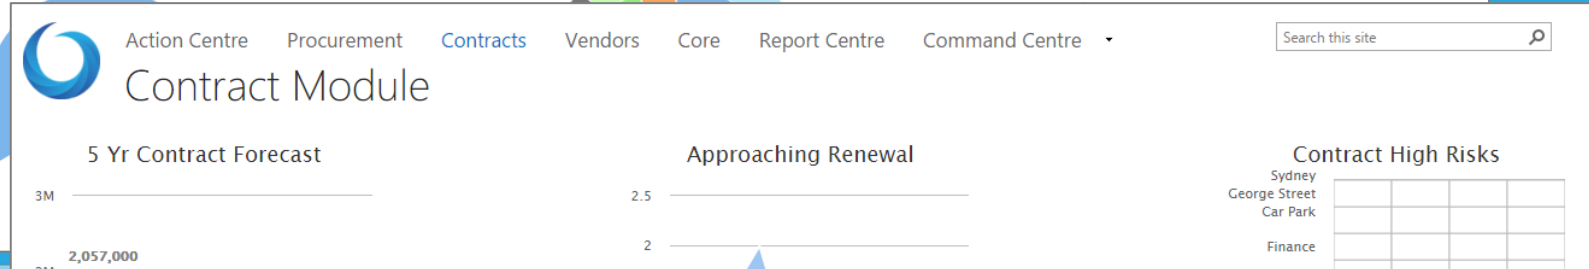 Action Centre Procurement Contracts Vendors Core Report Centre Command Centre
Search this site
Contract Module
5 Yr Contract Forecast
3M
2,057,000
Approaching Renewal
2.5
2
Contract High Risks
Sydney
George Street
Car Park
Finance